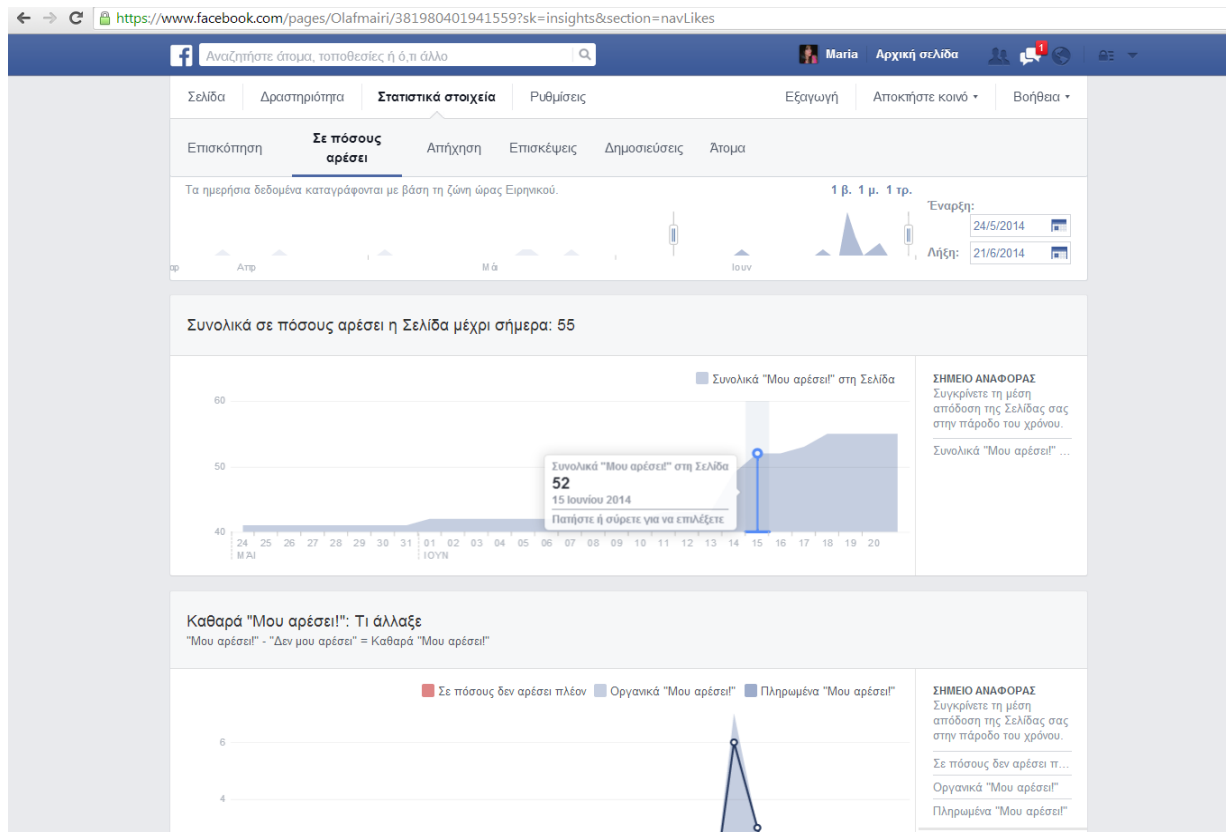 https://www.facebook.com/pages/Olafmairi/381980401941559?sk=insights&section=navLikes
Αναζητήστε άτομα, τοποθεσίες ή ό,τι άλλο
Maria Αρχική σελίδα 1
Σελίδα Δραστηριότητα Στατιστικά στοιχεία Ρυθμίσεις Εξαγωγή Αποκτήστε κοινό Βοήθεια
Επισκόπηση Σε πόσους αρέσει Απήχηση Επισκέψεις Δημοσιεύσεις Άτομα
Τα ημερήσια δεδομένα καταγράφονται με βάση τη ζώνη ώρας Ειρηνικού. 1 β. 1 μ. 1 τρ.
Έναρξη:
24/5/2014
Λήξη: 21/6/2014
αρ Απρ Μά Ιουν
Συνολικά σε πόσους αρέσει η Σελίδα μέχρι σήμερα: 55
Συνολικά "Μου αρέσει!" στη Σελίδα
60
50
40
Συνολικά "Μου αρέσει!" στη Σελίδα
52
15 Ιουνίου 2014
Πατήστε ή σύρετε για να επιλέξετε
24 25 26 27 28 29 30 31 01 02 03 04 05 06 07 08 09 10 11 12 13 14 15 16 17 18 19 20
ΜΆΙ ΙΟΥΝ
ΣΗΜΕΙΟ ΑΝΑΦΟΡΑΣ
Συγκρίνετε τη μέση
απόδοση της Σελίδας σας
στην πάροδο του χρόνου.
Συνολικά "Μου αρέσει!" ...
Καθαρά "Μου αρέσει!": Τι άλλαξε
"Μου αρέσει!" - "Δεν μου αρέσει" = Καθαρά "Μου αρέσει!"
Σε πόσους δεν αρέσει πλέον Οργανικά "Μου αρέσει!" Πληρωμένα "Μου αρέσει!"
6
4
ΣΗΜΕΙΟ ΑΝΑΦΟΡΑΣ
Συγκρίνετε τη μέση
απόδοση της Σελίδας σας
στην πάροδο του χρόνου.
Σε πόσους δεν αρέσει π...
Οργανικά "Μου αρέσει!"
Πληρωμένα "Μου αρέσει!"